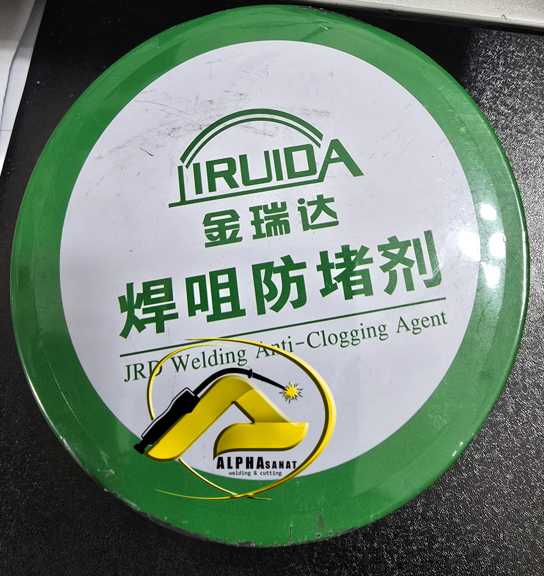 JIRUIDA
金瑞达
焊咀防堵剂
JRD Welding Anti-Clogging Agent
ALPHASANAT
welding & cutting